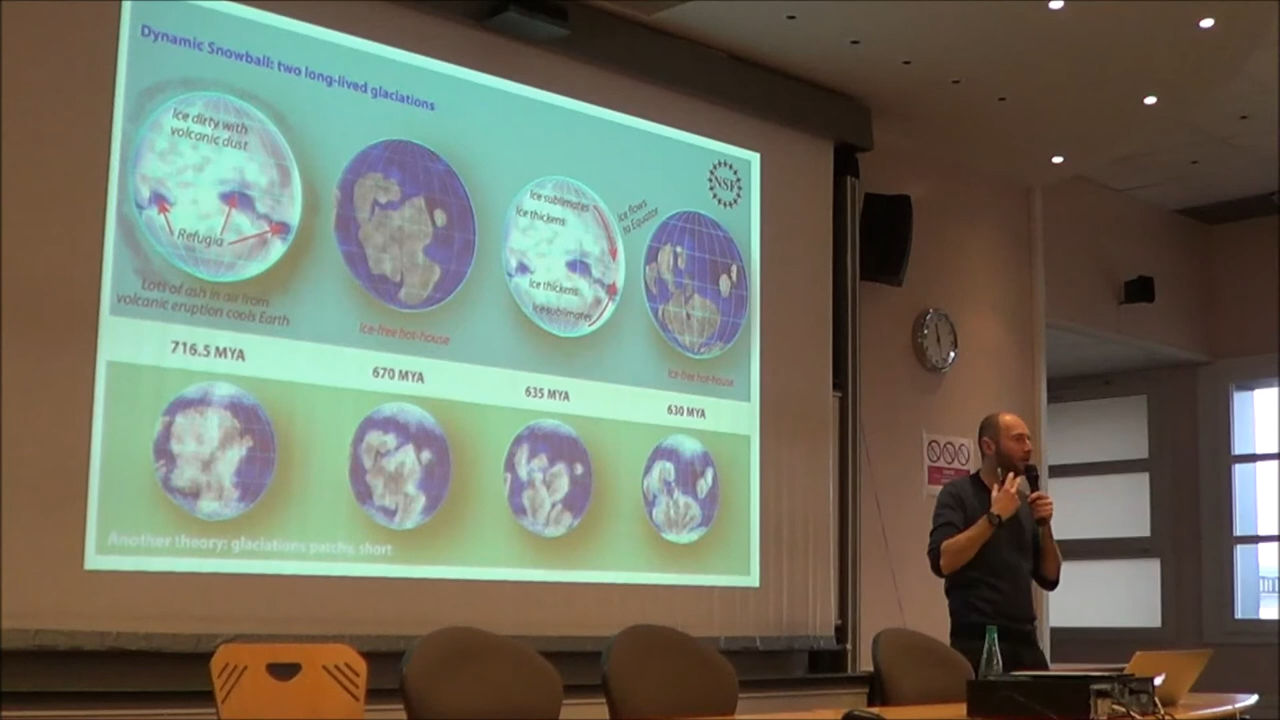 Dynamic Snowball: two long-lived glaciations
NSF
Ice dirty with
volcanic dust
Refugia
Lots of ash in air from
volcanic eruption cools Earth
Ice-free hot-house
Ice sublimates
Ice thickens
Ice thickens
Ice sublimates
Ice flows
to Equator
Ice-free hot-house
716.5 MYA
670 MYA
635 MYA
630 MYA
Another theory: glaciations patchy, short